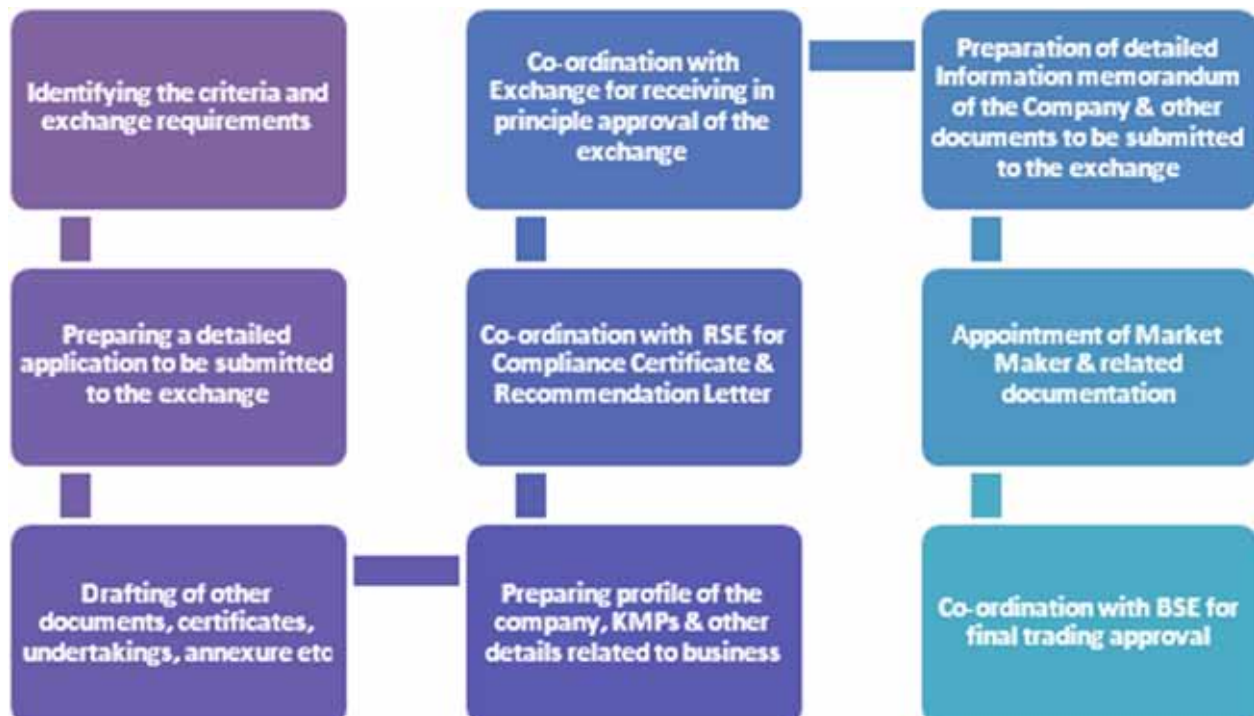 Identifying the criteria and
exchange requirements
Preparing a detailed
application to be submitted
to the exchange
Drafting of other
documents, certificates,
undertakings, annexure etc
Preparing profile of the
company, KMPs & other
details related to business
Co-ordination with RSE for
Compliance Certificate &
Recommendation Letter
Co-ordination with
Exchange for receiving in
principle approval of the
exchange
Preparation of detailed
Information memorandum
of the Company & other
documents to be submitted
to the exchange
Appointment of Market
Maker & related
documentation
Co-ordination with BSE for
final trading approval